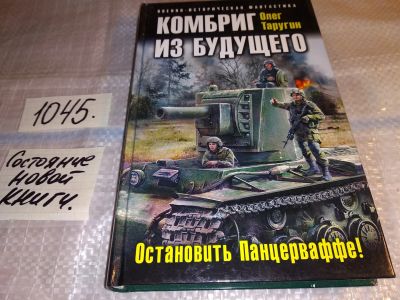 ВОЕННО-ИСТОРИЧЕСКАЯ ФАНТАСТИКА
КОМБРИГ
Олег
Таругин
ИЗ БУДУЩЕГО
Остановить Панцерваффе!
1045.
Состояние
новой
книги.